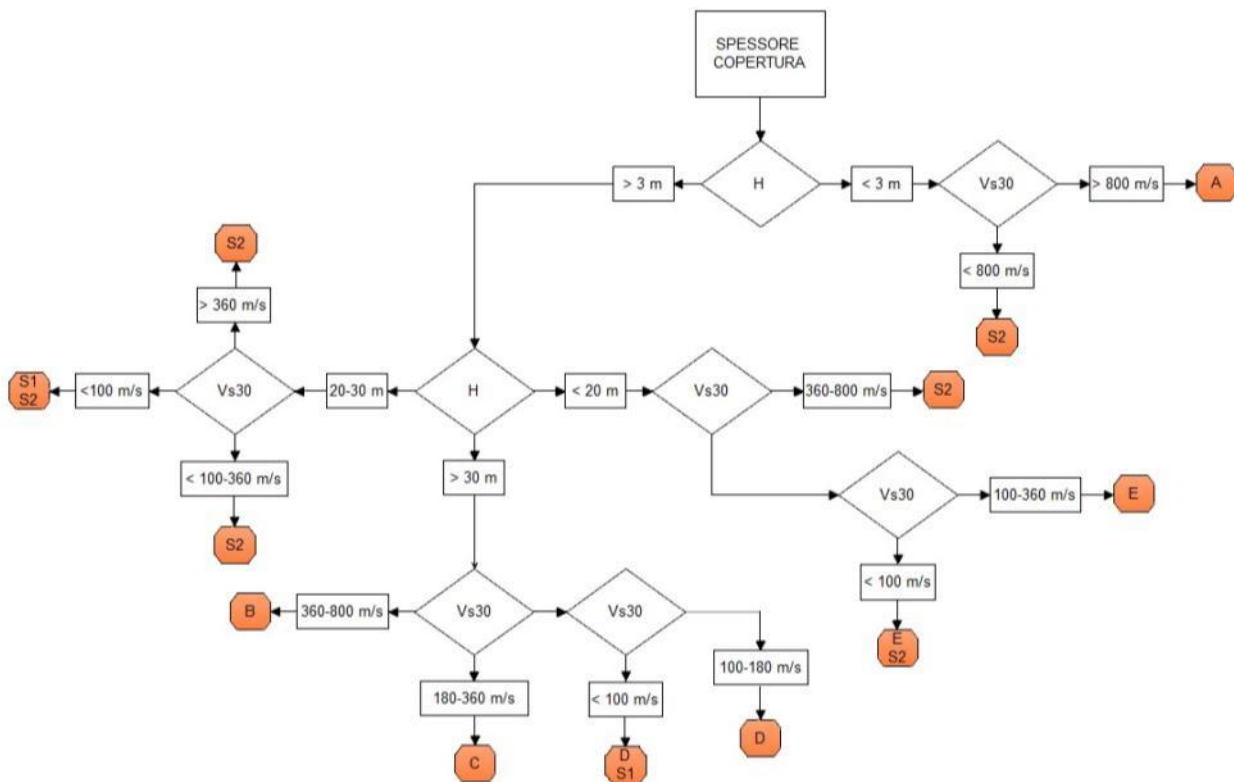 SPESSORE
COPERTURA
> 3 m
H
< 3 m
Vs30
> 800 m/s
A
< 800 m/s
S2
S2
> 360 m/s
S1
S2
<100 m/s
Vs30
20-30 m
H
< 20 m
Vs30
360-800 m/s
S2
< 100-360 m/s
S2
> 30 m
Vs30
100-360 m/s
E
< 100 m/s
E
S2
B
360-800 m/s
Vs30
Vs30
180-360 m/s
C
< 100 m/s
D
S1
100-180 m/s
D